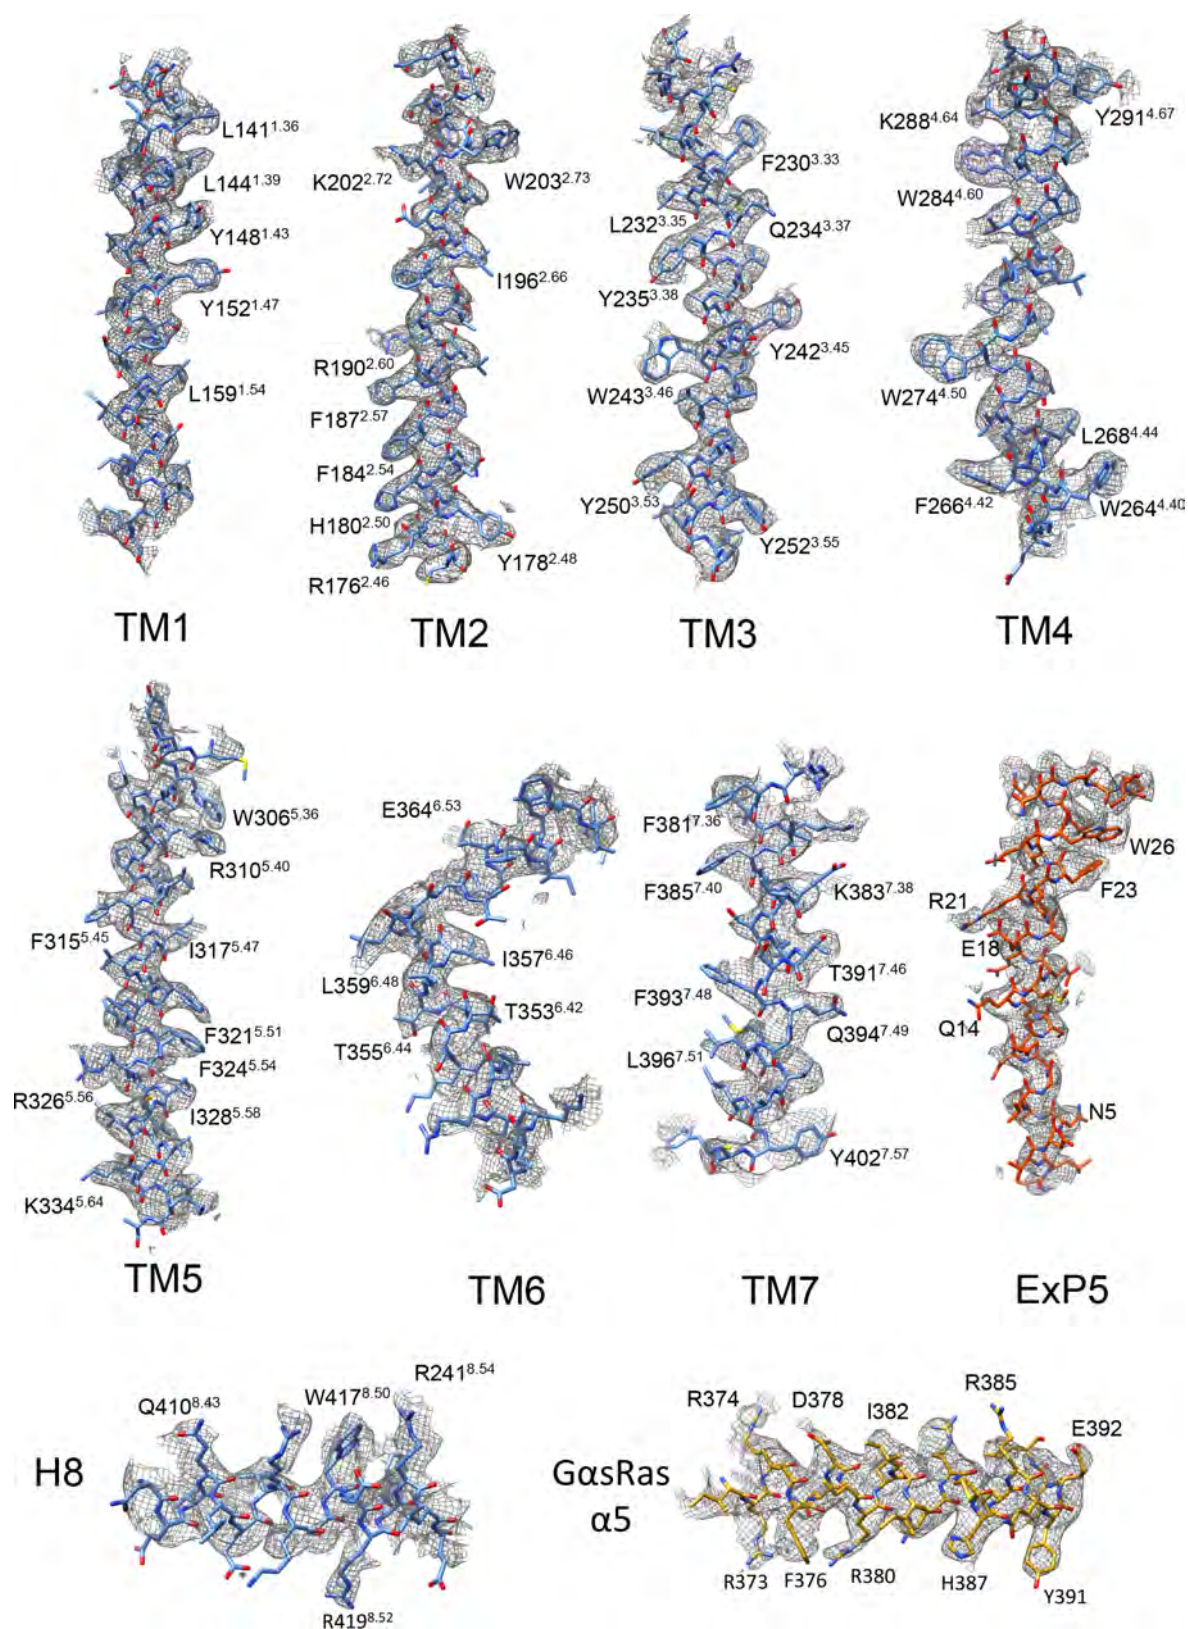 L141^1.36
L144^1.39
Y148^1.43
Y152^1.47
L159^1.54
TM1
K202^2.72
W203^2.73
I196^2.66
R190^2.60
F187^2.57
F184^2.54
H180^2.50
Y178^2.48
R176^2.46
TM2
F230^3.33
L232^3.35
Q234^3.37
Y235^3.38
Y242^3.45
W243^3.46
Y250^3.53
Y252^3.55
TM3
K288^4.64
Y291^4.67
W284^4.60
W274^4.50
L268^4.44
F266^4.42
W264^4.40
TM4
W306^5.36
R310^5.40
F315^5.45
I317^5.47
F321^5.51
F324^5.54
R326^5.56
I328^5.58
K334^5.64
TM5
E364^6.53
I357^6.46
L359^6.48
T353^6.42
T355^6.44
TM6
F381^7.36
F385^7.40
K383^7.38
T391^7.46
F393^7.48
Q394^7.49
L396^7.51
Y402^7.57
TM7
W26
F23
R21
E18
Q14
N5
ExP5
H8
Q410^8.43
W417^8.50
R241^8.54
R419^8.52
GαsRas
α5
R374
D378
I382
R385
E392
R373
F376
R380
H387
Y391